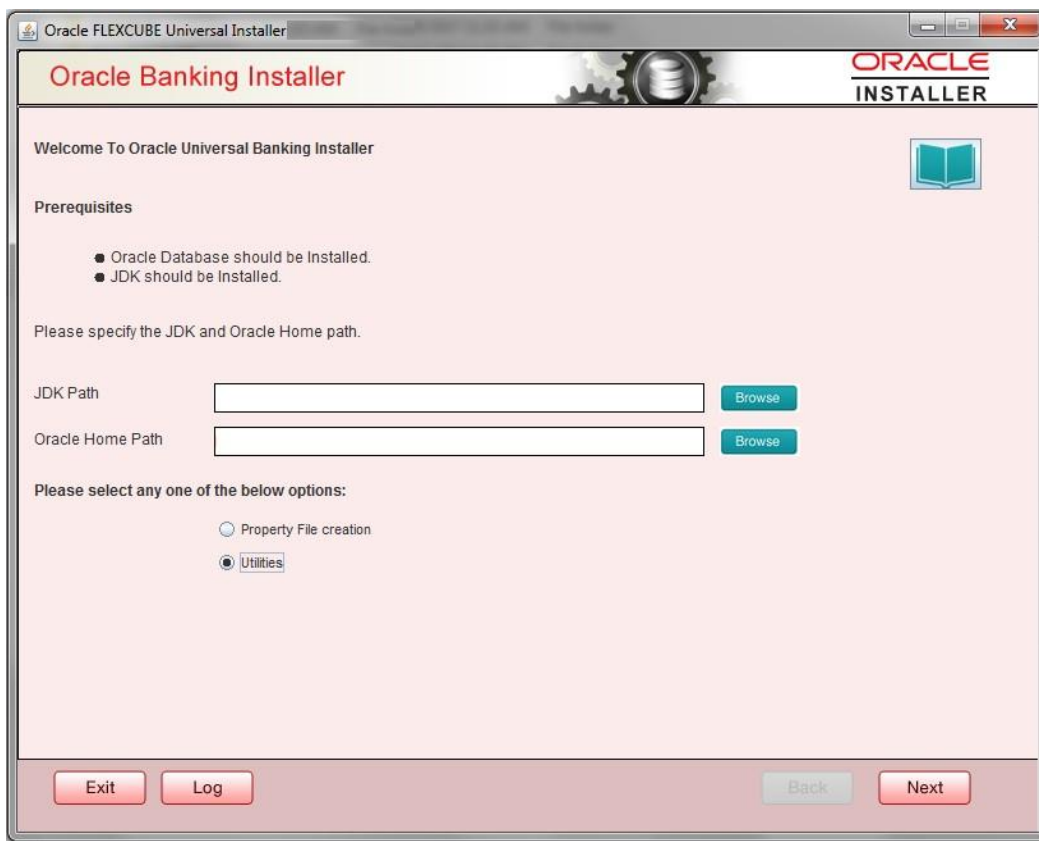 Oracle FLEXCUBE Universal Installer
Oracle Banking Installer
ORACLE
INSTALLER
Welcome To Oracle Universal Banking Installer
Prerequisites
Oracle Database should be Installed.
JDK should be Installed.
Please specify the JDK and Oracle Home path.
JDK Path
Browse
Oracle Home Path
Browse
Please select any one of the below options:
Property File creation
Utilities
Exit
Log
Back
Next